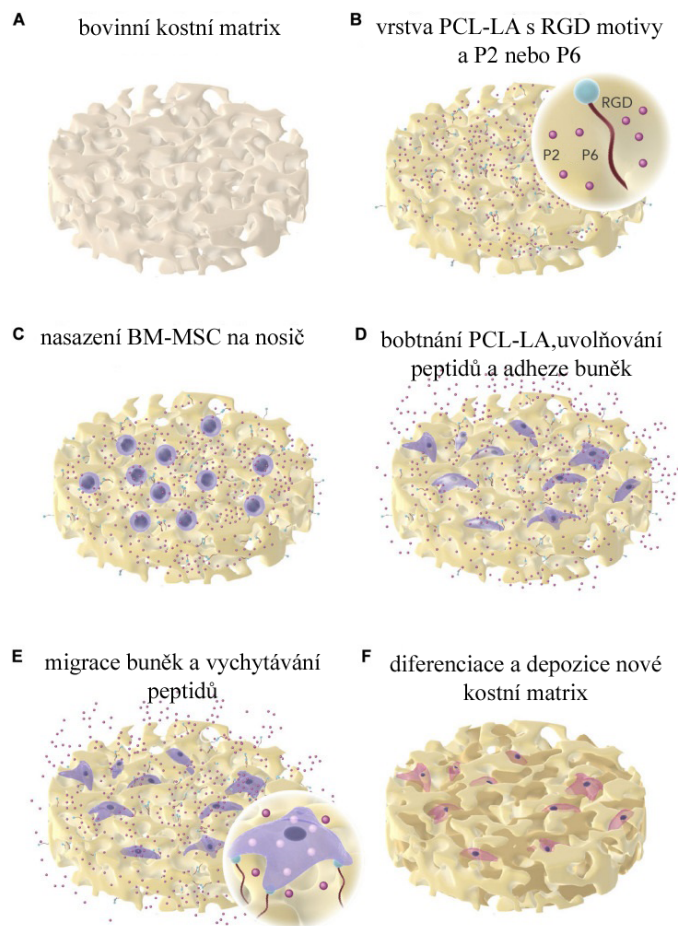 A
bovinní kostní matrix
B
vrstva PCL-LA s RGD motivy
a P2 nebo P6
RGD
P2
P6
C
nasazení BM-MSC na nosič
D
bobtnání PCL-LA,uvolňování
peptidů a adheze buněk
E
migrace buněk a vychytávání
peptidů
F
diferenciace a depozice nové
kostní matrix